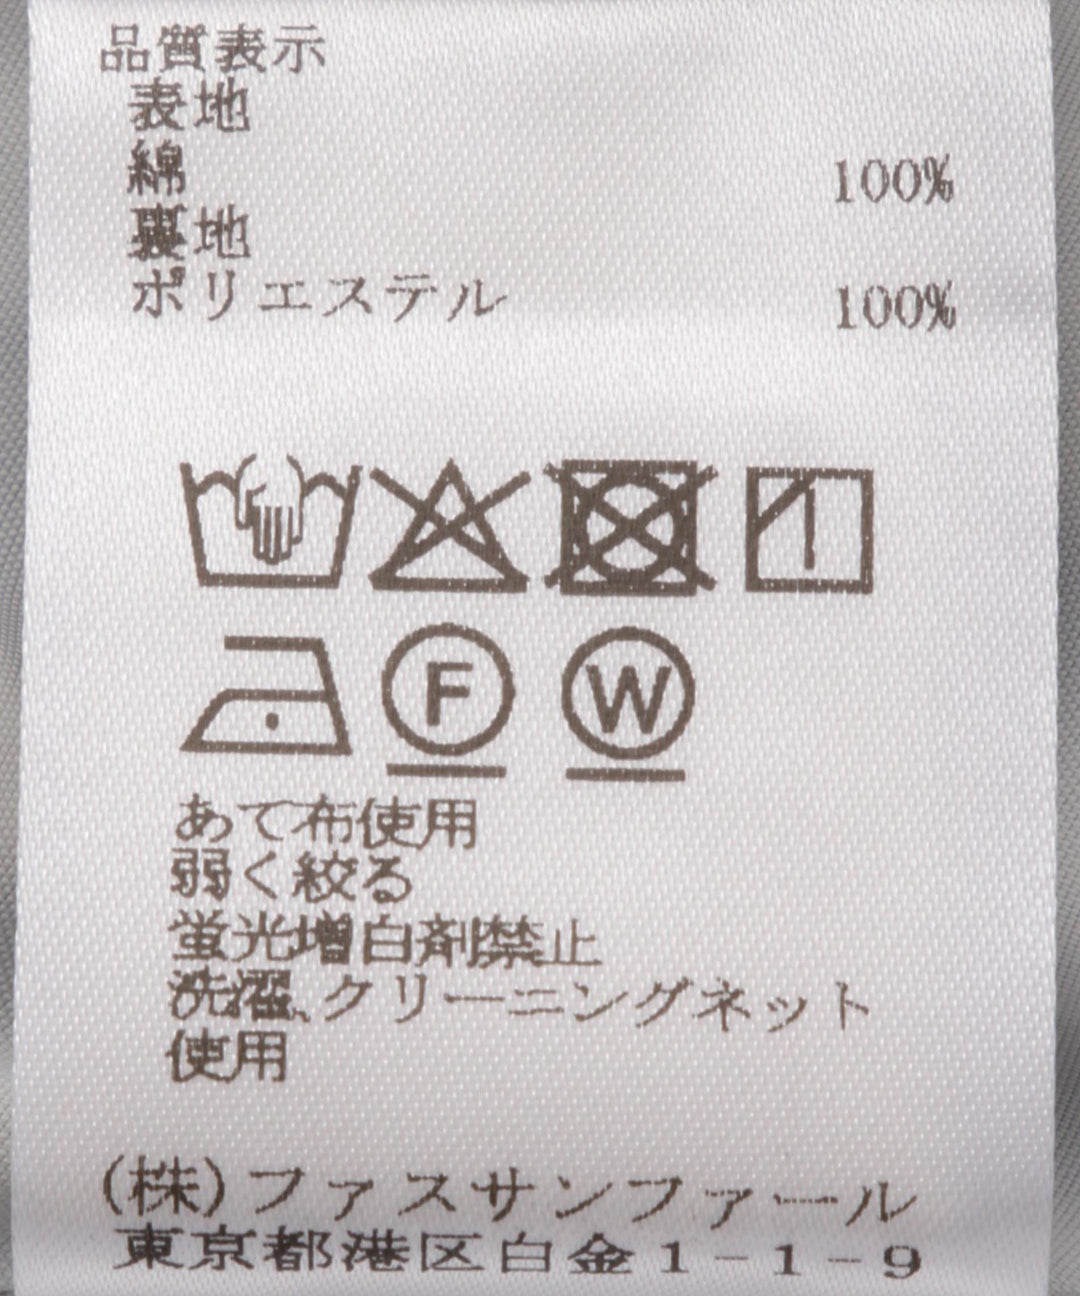 品質表示
表地
綿 100%
裏地
ポリエステル 100%
F W
あて布使用
弱く絞る
蛍光増白剤禁止
洗濯、クリーニングネット
使用
(株)ファスサンファール
東京都港区白金1-1-9